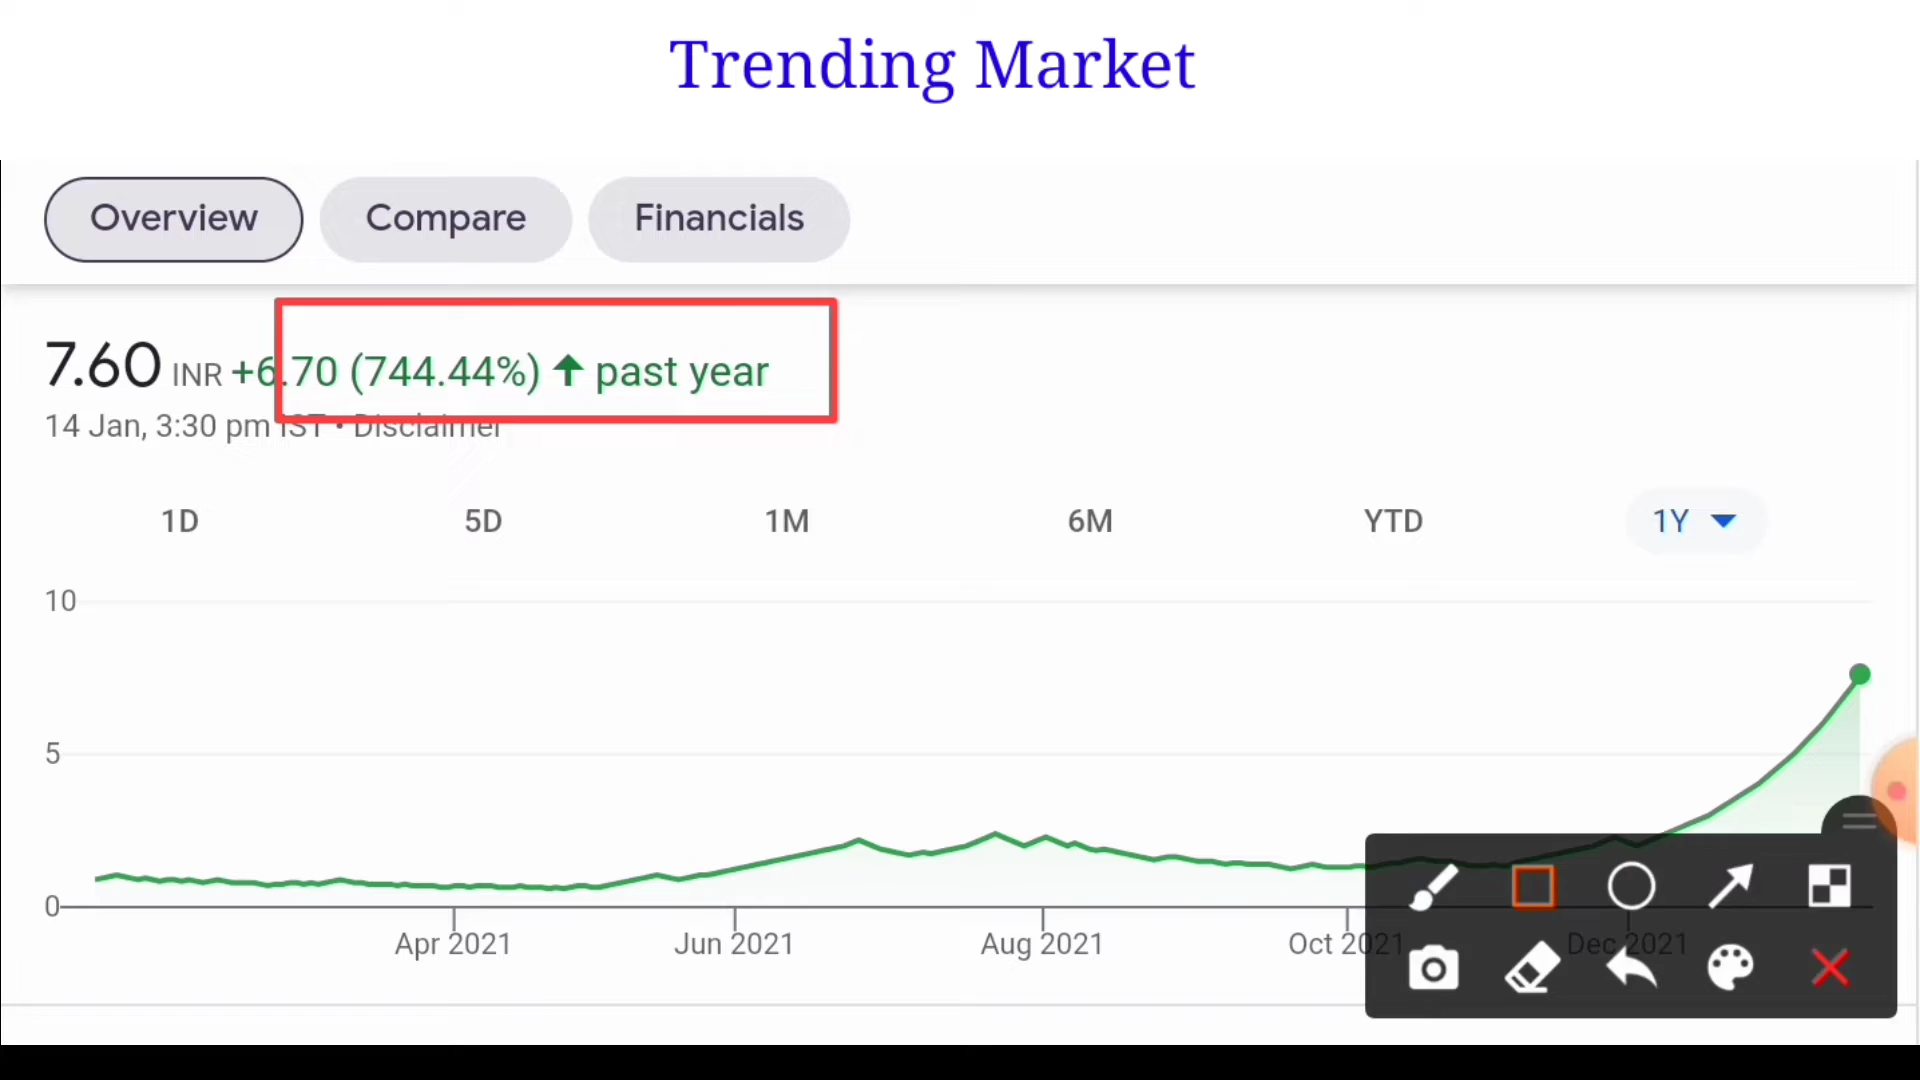 Trending Market
Overview Compare Financials
7.60 INR +6.70 (744.44%) ↑ past year
14 Jan, 3:30 pm IST • Disclaimer
1D 5D 1M 6M YTD 1Y
10
5
0
Apr 2021 Jun 2021 Aug 2021 Oct 2021 Dec 2021